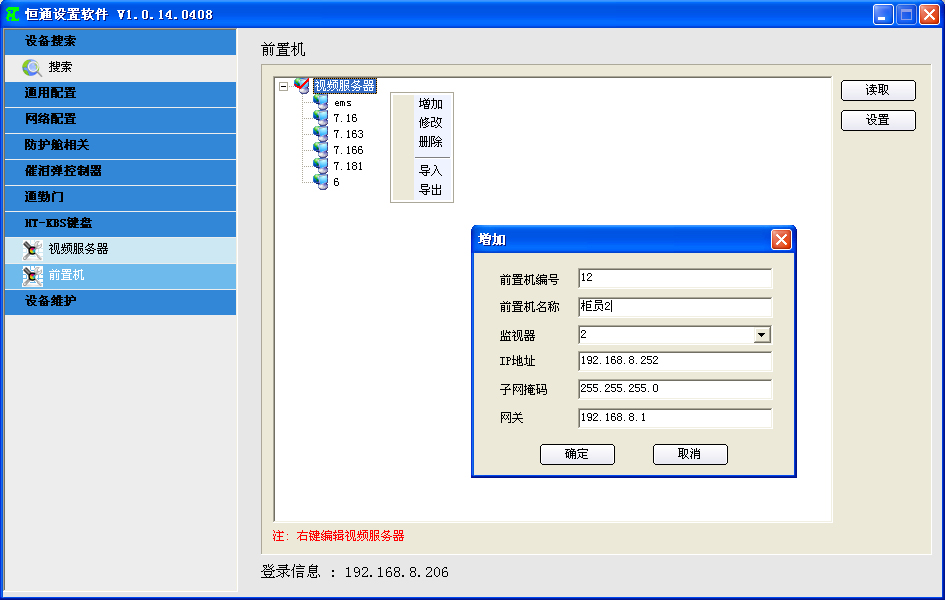 恒通设置软件 V1.0.14.0408
设备搜索
搜索
通用配置
网络配置
防护舱相关
催泪弹控制器
通勤门
HT-KBS键盘
视频服务器
前置机
设备维护
前置机
视频服务器
ems
7.16
7.163
7.166
7.181
6
增加
修改
删除
导入
导出
读取
设置
增加
前置机编号 12
前置机名称 柜员2
监视器 2
IP地址 192.168.8.252
子网掩码 255.255.255.0
网关 192.168.8.1
确定 取消
注: 右键编辑视频服务器
登录信息 : 192.168.8.206